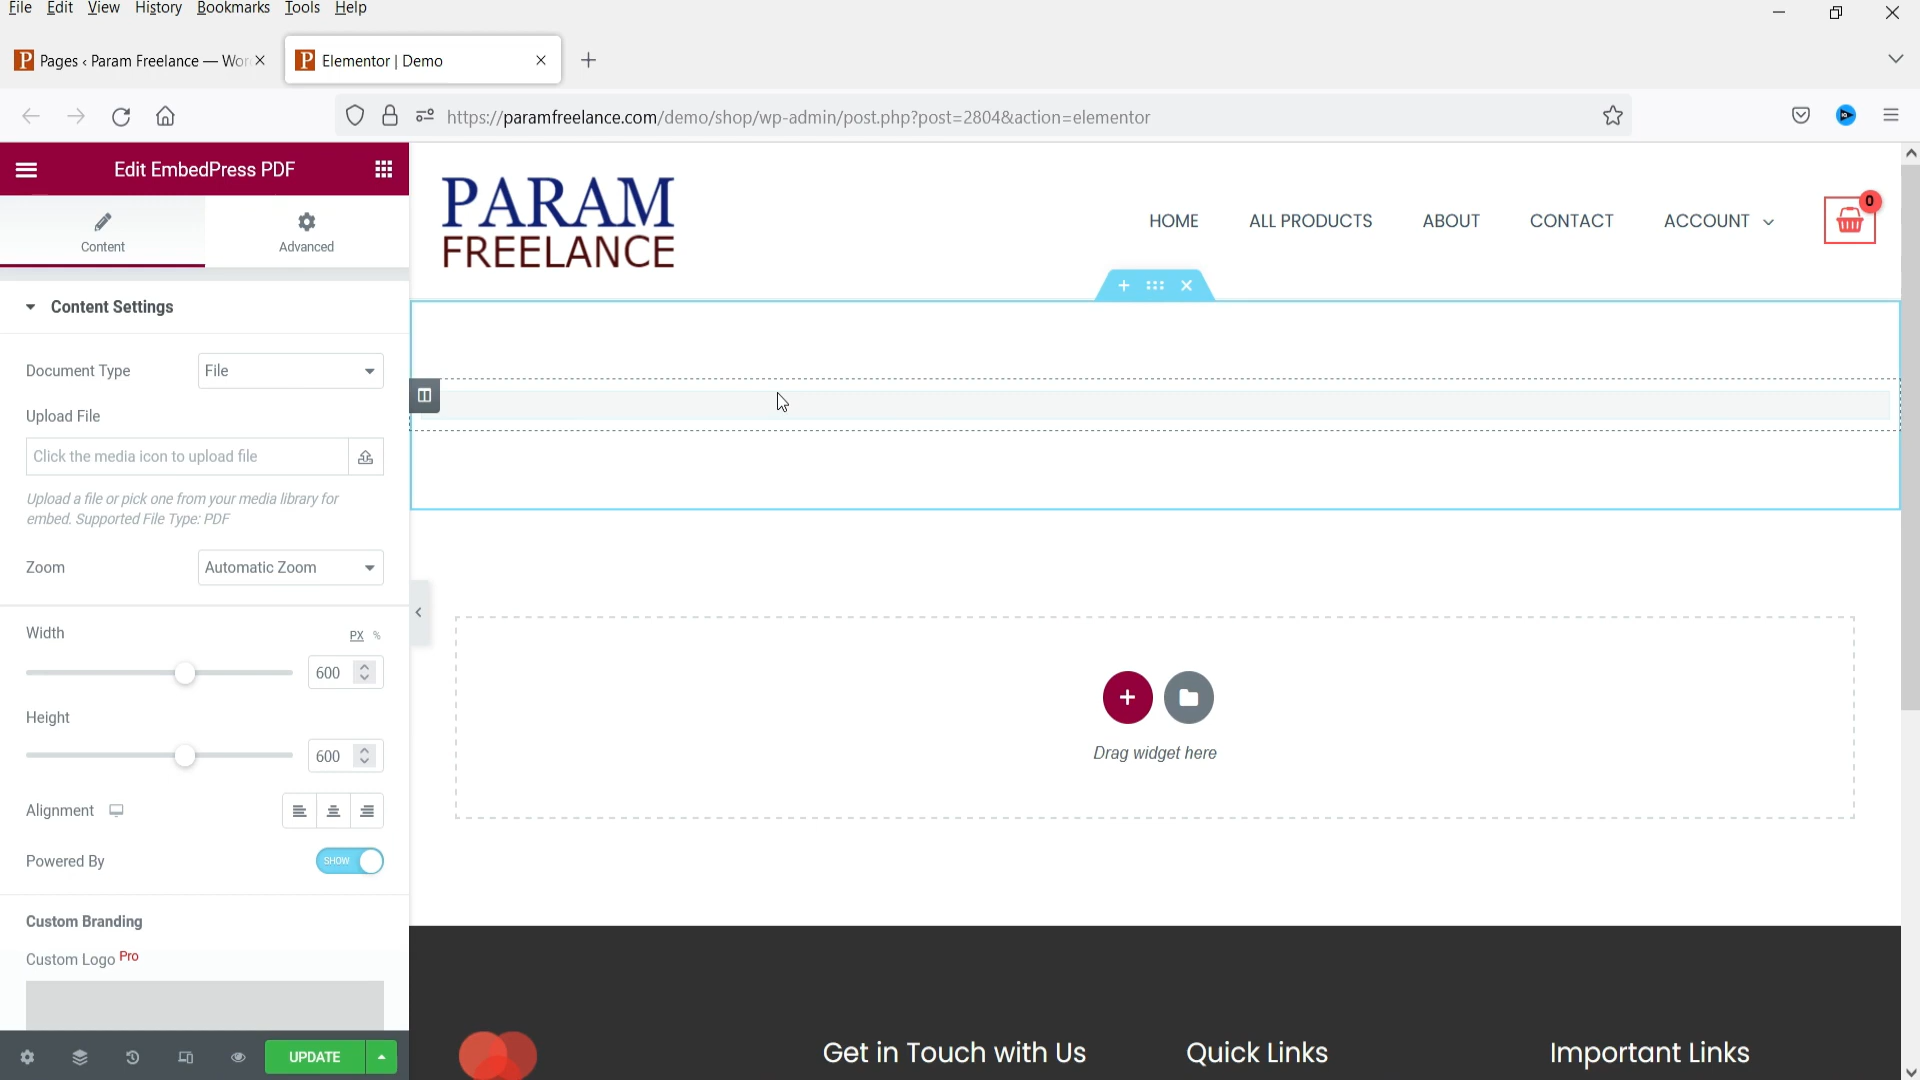 File Edit View History Bookmarks Tools Help
Pages ‹ Param Freelance — Wor
Elementor | Demo
https://paramfreelance.com/demo/shop/wp-admin/post.php?post=2804&action=elementor
Edit EmbedPress PDF
Content
Advanced
PARAM
FREELANCE
HOME
ALL PRODUCTS
ABOUT
CONTACT
ACCOUNT
0
Content Settings
Document Type
File
Upload File
Click the media icon to upload file
Upload a file or pick one from your media library for
embed. Supported File Type: PDF
Zoom
Automatic Zoom
Width
PX %
600
Height
600
Alignment
Powered By
SHOW
Custom Branding
Custom Logo Pro
UPDATE
Drag widget here
Get in Touch with Us
Quick Links
Important Links